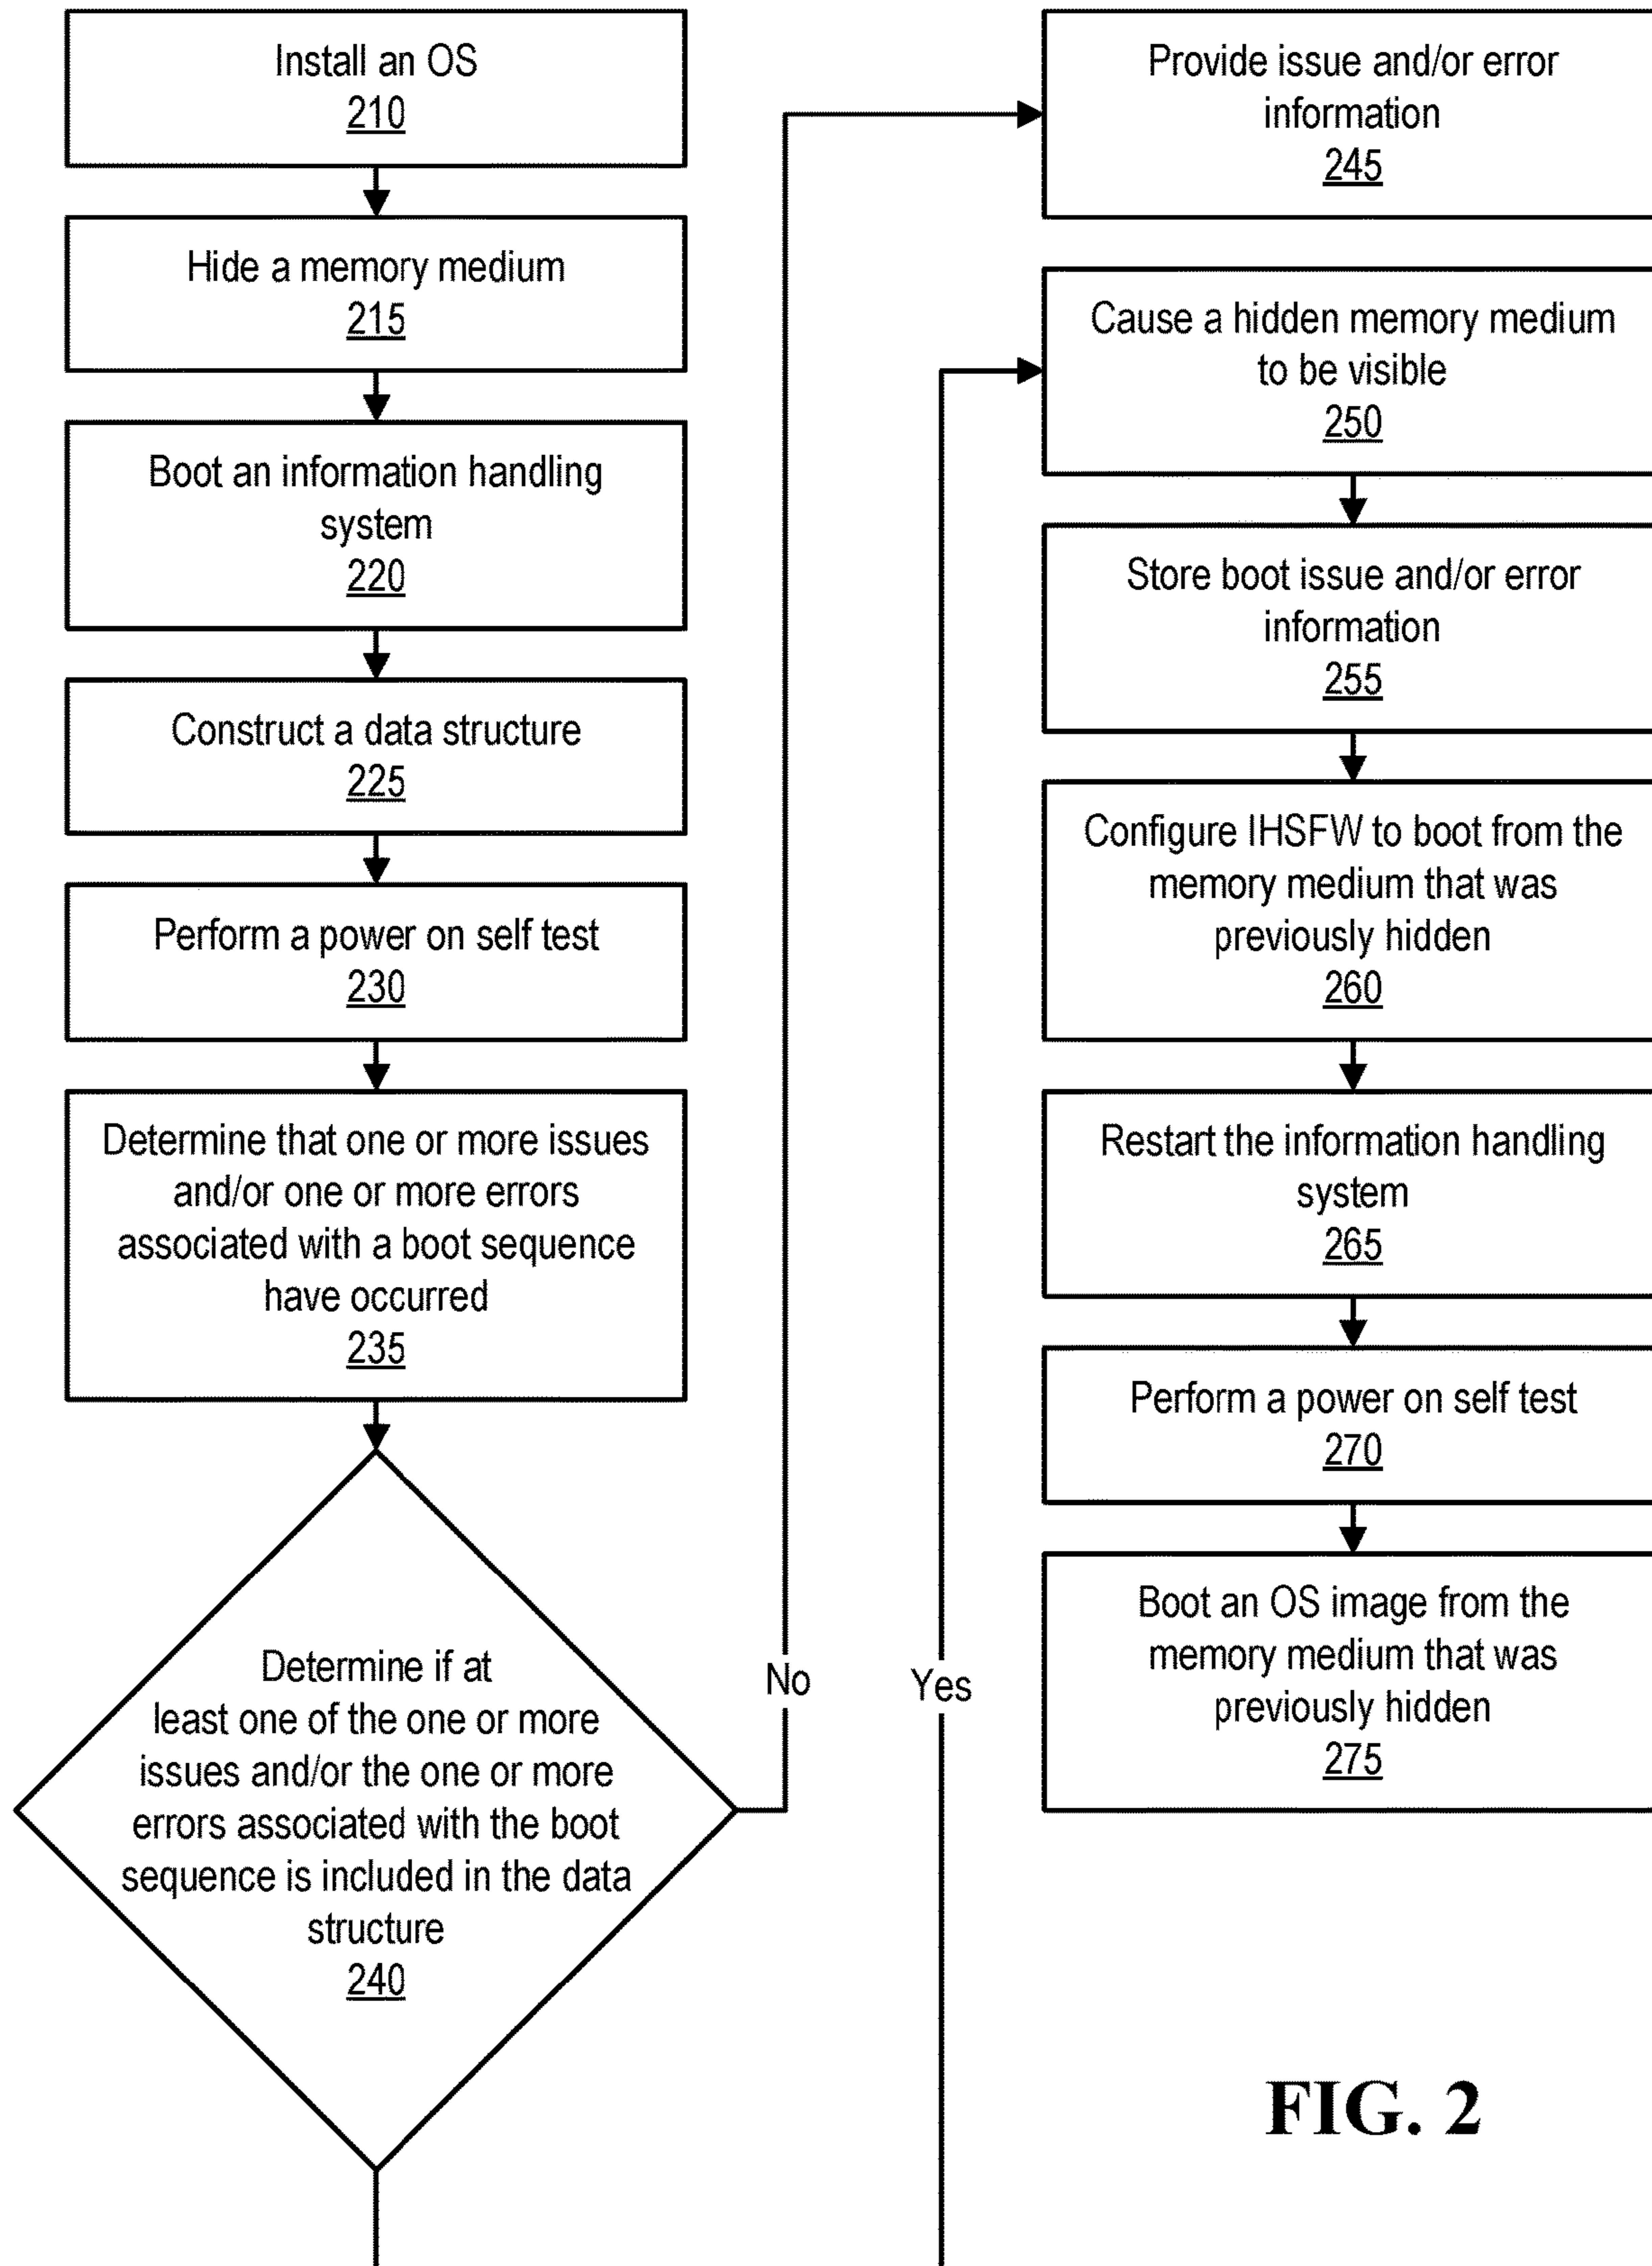 Install an OS
210
Hide a memory medium
215
Boot an information handling
system
220
Construct a data structure
225
Perform a power on self test
230
Determine that one or more issues
and/or one or more errors
associated with a boot sequence
have occurred
235
Determine if at
least one of the one or more
issues and/or the one or more
errors associated with the boot
sequence is included in the data
structure
240
No
Yes
Provide issue and/or error
information
245
Cause a hidden memory medium
to be visible
250
Store boot issue and/or error
information
255
Configure IHSFW to boot from the
memory medium that was
previously hidden
260
Restart the information handling
system
265
Perform a power on self test
270
Boot an OS image from the
memory medium that was
previously hidden
275
FIG. 2